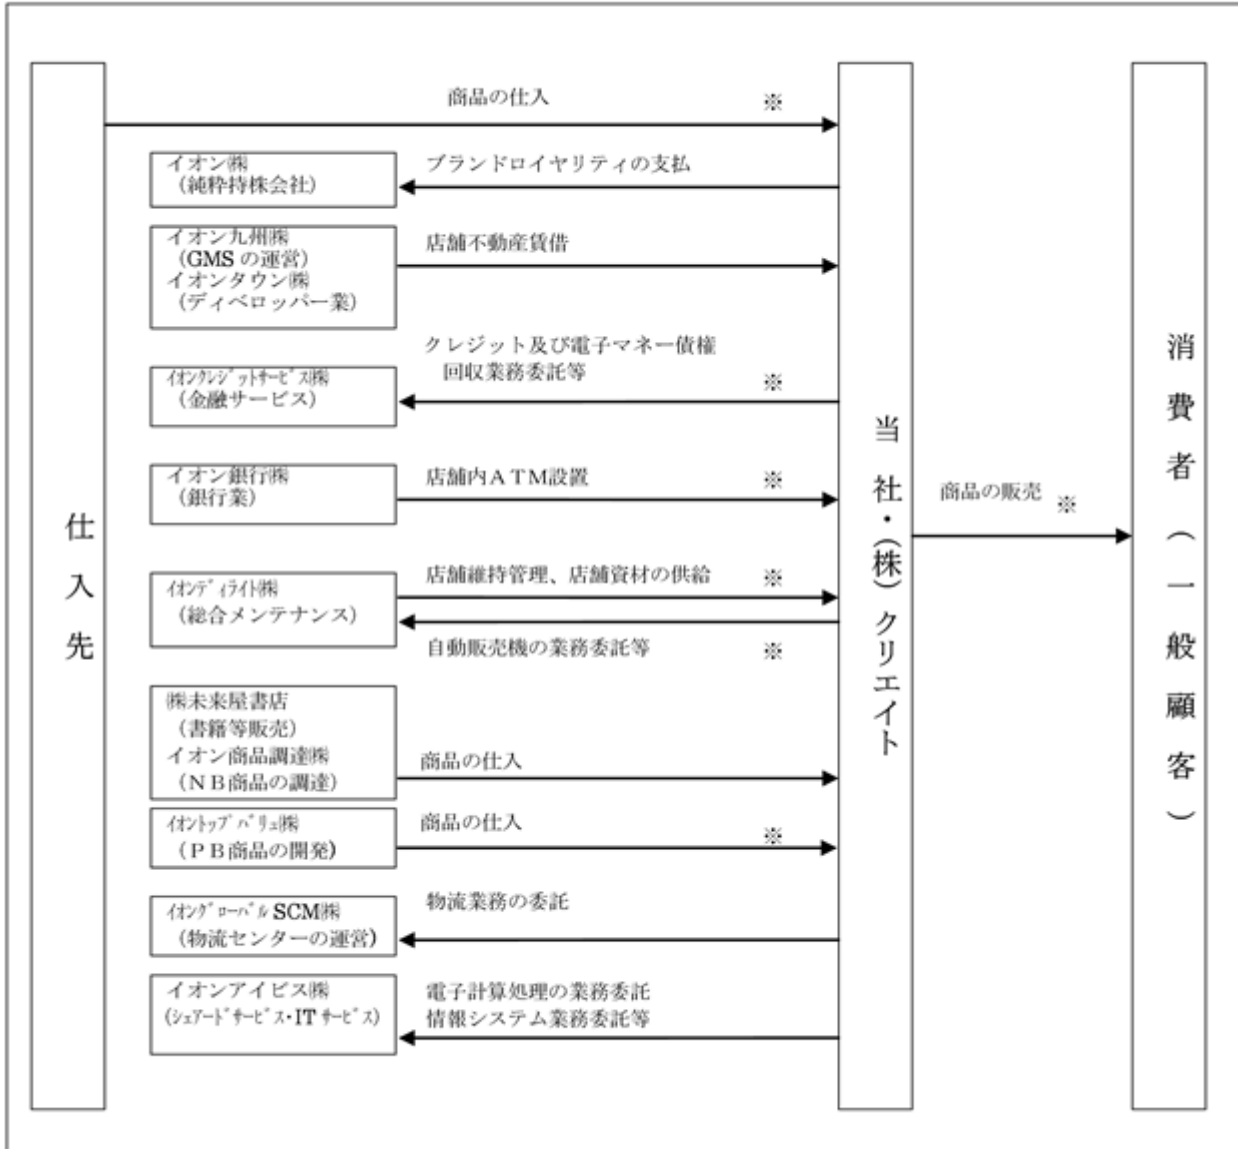 商品の仕入 ※
イオン㈱
(純粋持株会社)
ブランドロイヤリティの支払
イオン九州㈱
(GMSの運営)
イオンタウン㈱
(ディベロッパー業)
店舗不動産賃借
クレジット及び電子マネー債権
回収業務委託等 ※
ｲｵﾝｸﾚｼﾞｯﾄｻｰﾋﾞｽ㈱
(金融サービス)
イオン銀行㈱
(銀行業)
店舗内ＡＴＭ設置 ※
ｲｵﾝﾃﾞｨﾗｲﾄ㈱
(総合メンテナンス)
店舗維持管理、店舗資材の供給 ※
自動販売機の業務委託等 ※
㈱未来屋書店
(書籍等販売)
イオン商品調達㈱
(ＮＢ商品の調達)
商品の仕入
ｲｵﾝﾄｯﾌﾟﾊﾞﾘｭ㈱
(ＰＢ商品の開発)
商品の仕入 ※
ｲｵﾝｸﾞﾛｰﾊﾞﾙSCM㈱
(物流センターの運営)
物流業務の委託
イオンアイビス㈱
(ｼｪｱｰﾄﾞｻｰﾋﾞｽ・ITｻｰﾋﾞｽ)
電子計算処理の業務委託
情報システム業務委託等
仕入先
当社・(株)クリエイト
商品の販売 ※
消費者(一般顧客)